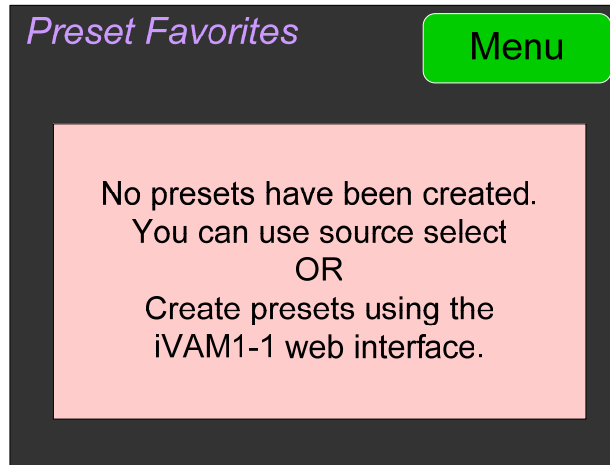 Preset Favorites
Menu
No presets have been created.
You can use source select
OR
Create presets using the
iVAM1-1 web interface.